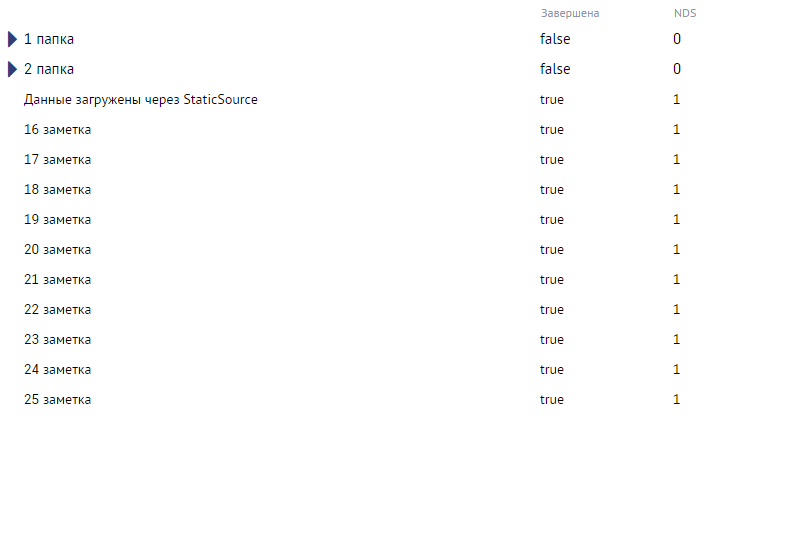 Завершена NDS
1 папка false 0
2 папка false 0
Данные загружены через StaticSource true 1
16 заметка true 1
17 заметка true 1
18 заметка true 1
19 заметка true 1
20 заметка true 1
21 заметка true 1
22 заметка true 1
23 заметка true 1
24 заметка true 1
25 заметка true 1